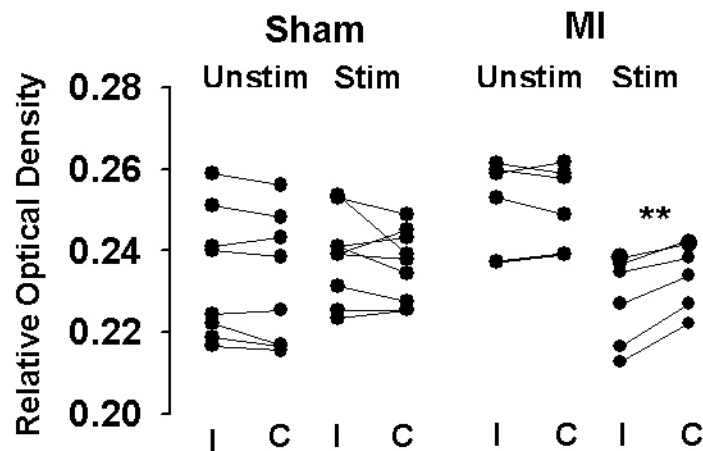 Sham MI
Unstim Stim Unstim Stim
Relative Optical Density
0.28
0.26
0.24
0.22
0.20
**
I C I C I C I C